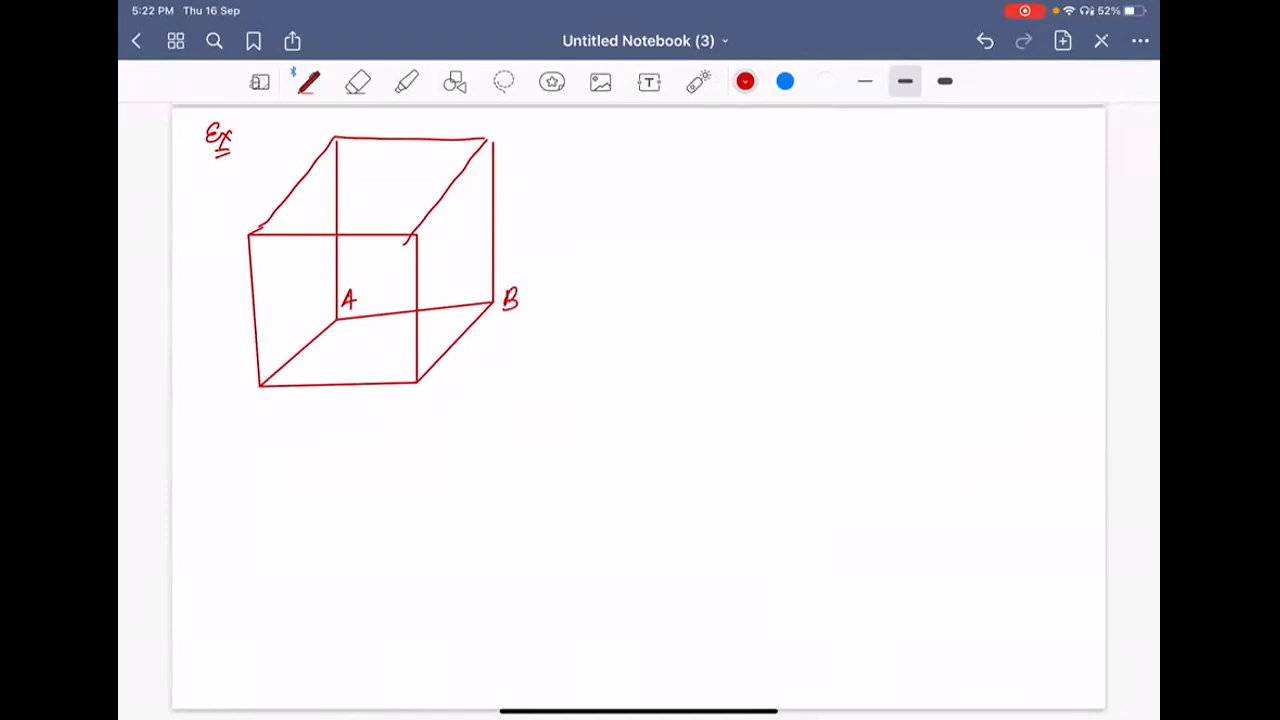 5:22 PM Thu 16 Sep 52%
Untitled Notebook (3)
T
Ex
A
B